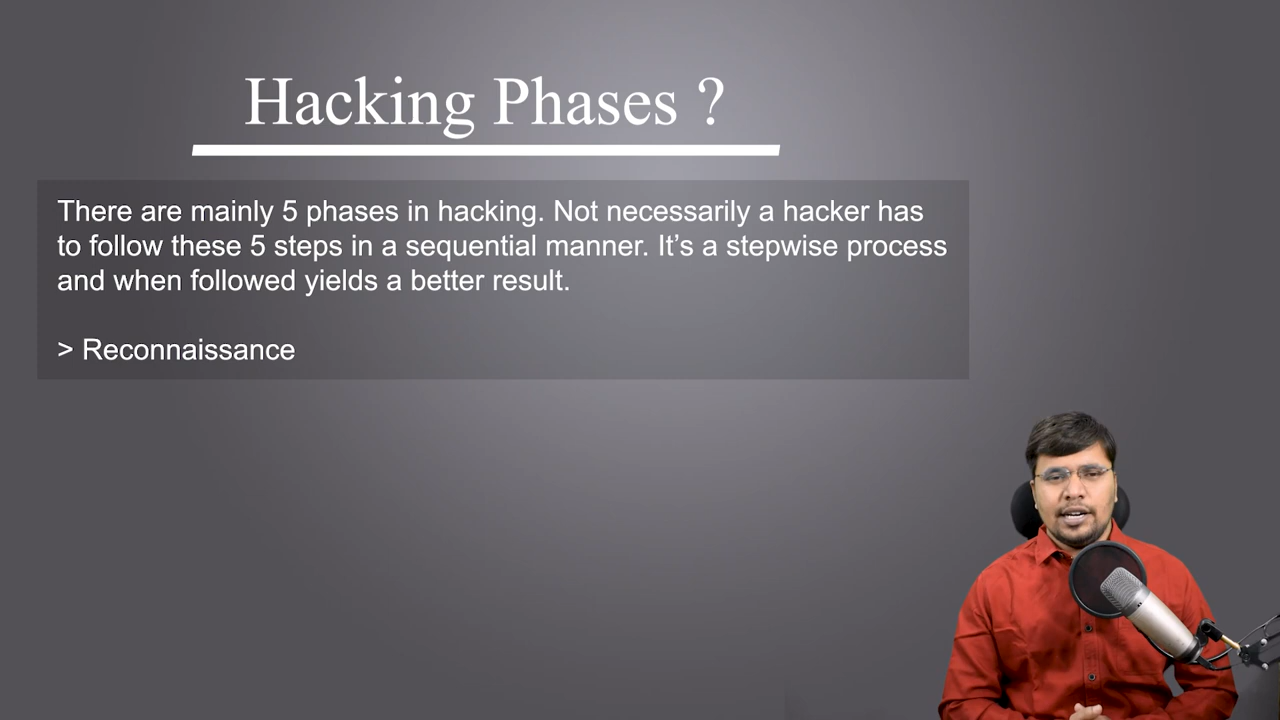 Hacking Phases ?
There are mainly 5 phases in hacking. Not necessarily a hacker has
to follow these 5 steps in a sequential manner. It’s a stepwise process
and when followed yields a better result.
> Reconnaissance